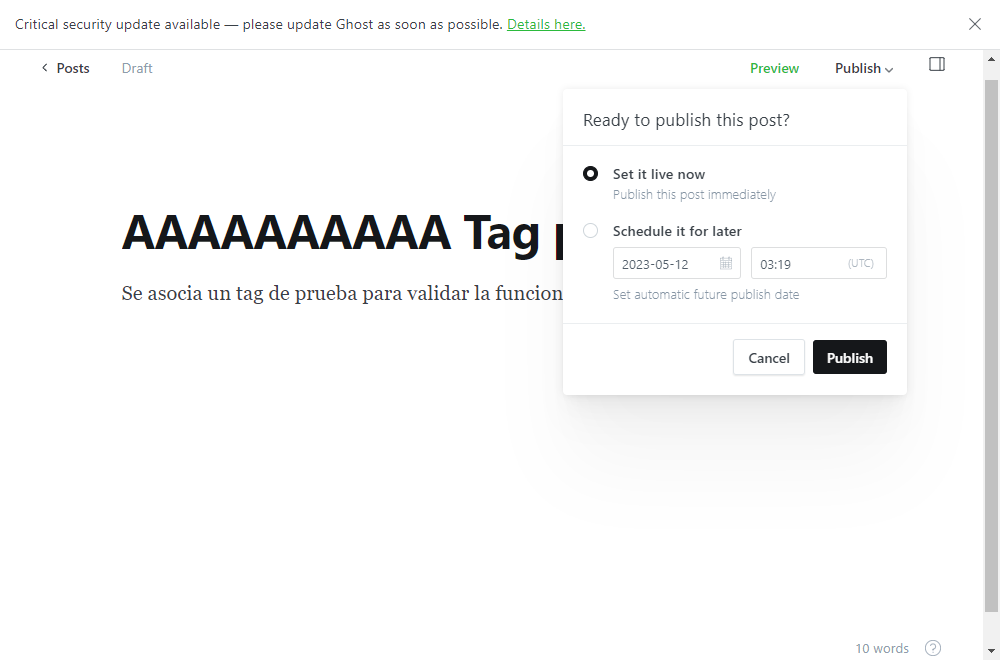 Critical security update available — please update Ghost as soon as possible. Details here.
Posts Draft Preview Publish
Ready to publish this post?
Set it live now
Publish this post immediately
Schedule it for later
2023-05-12 03:19 (UTC)
Set automatic future publish date
Cancel Publish
AAAAAAAAAA Tag
Se asocia un tag de prueba para validar la
10 words